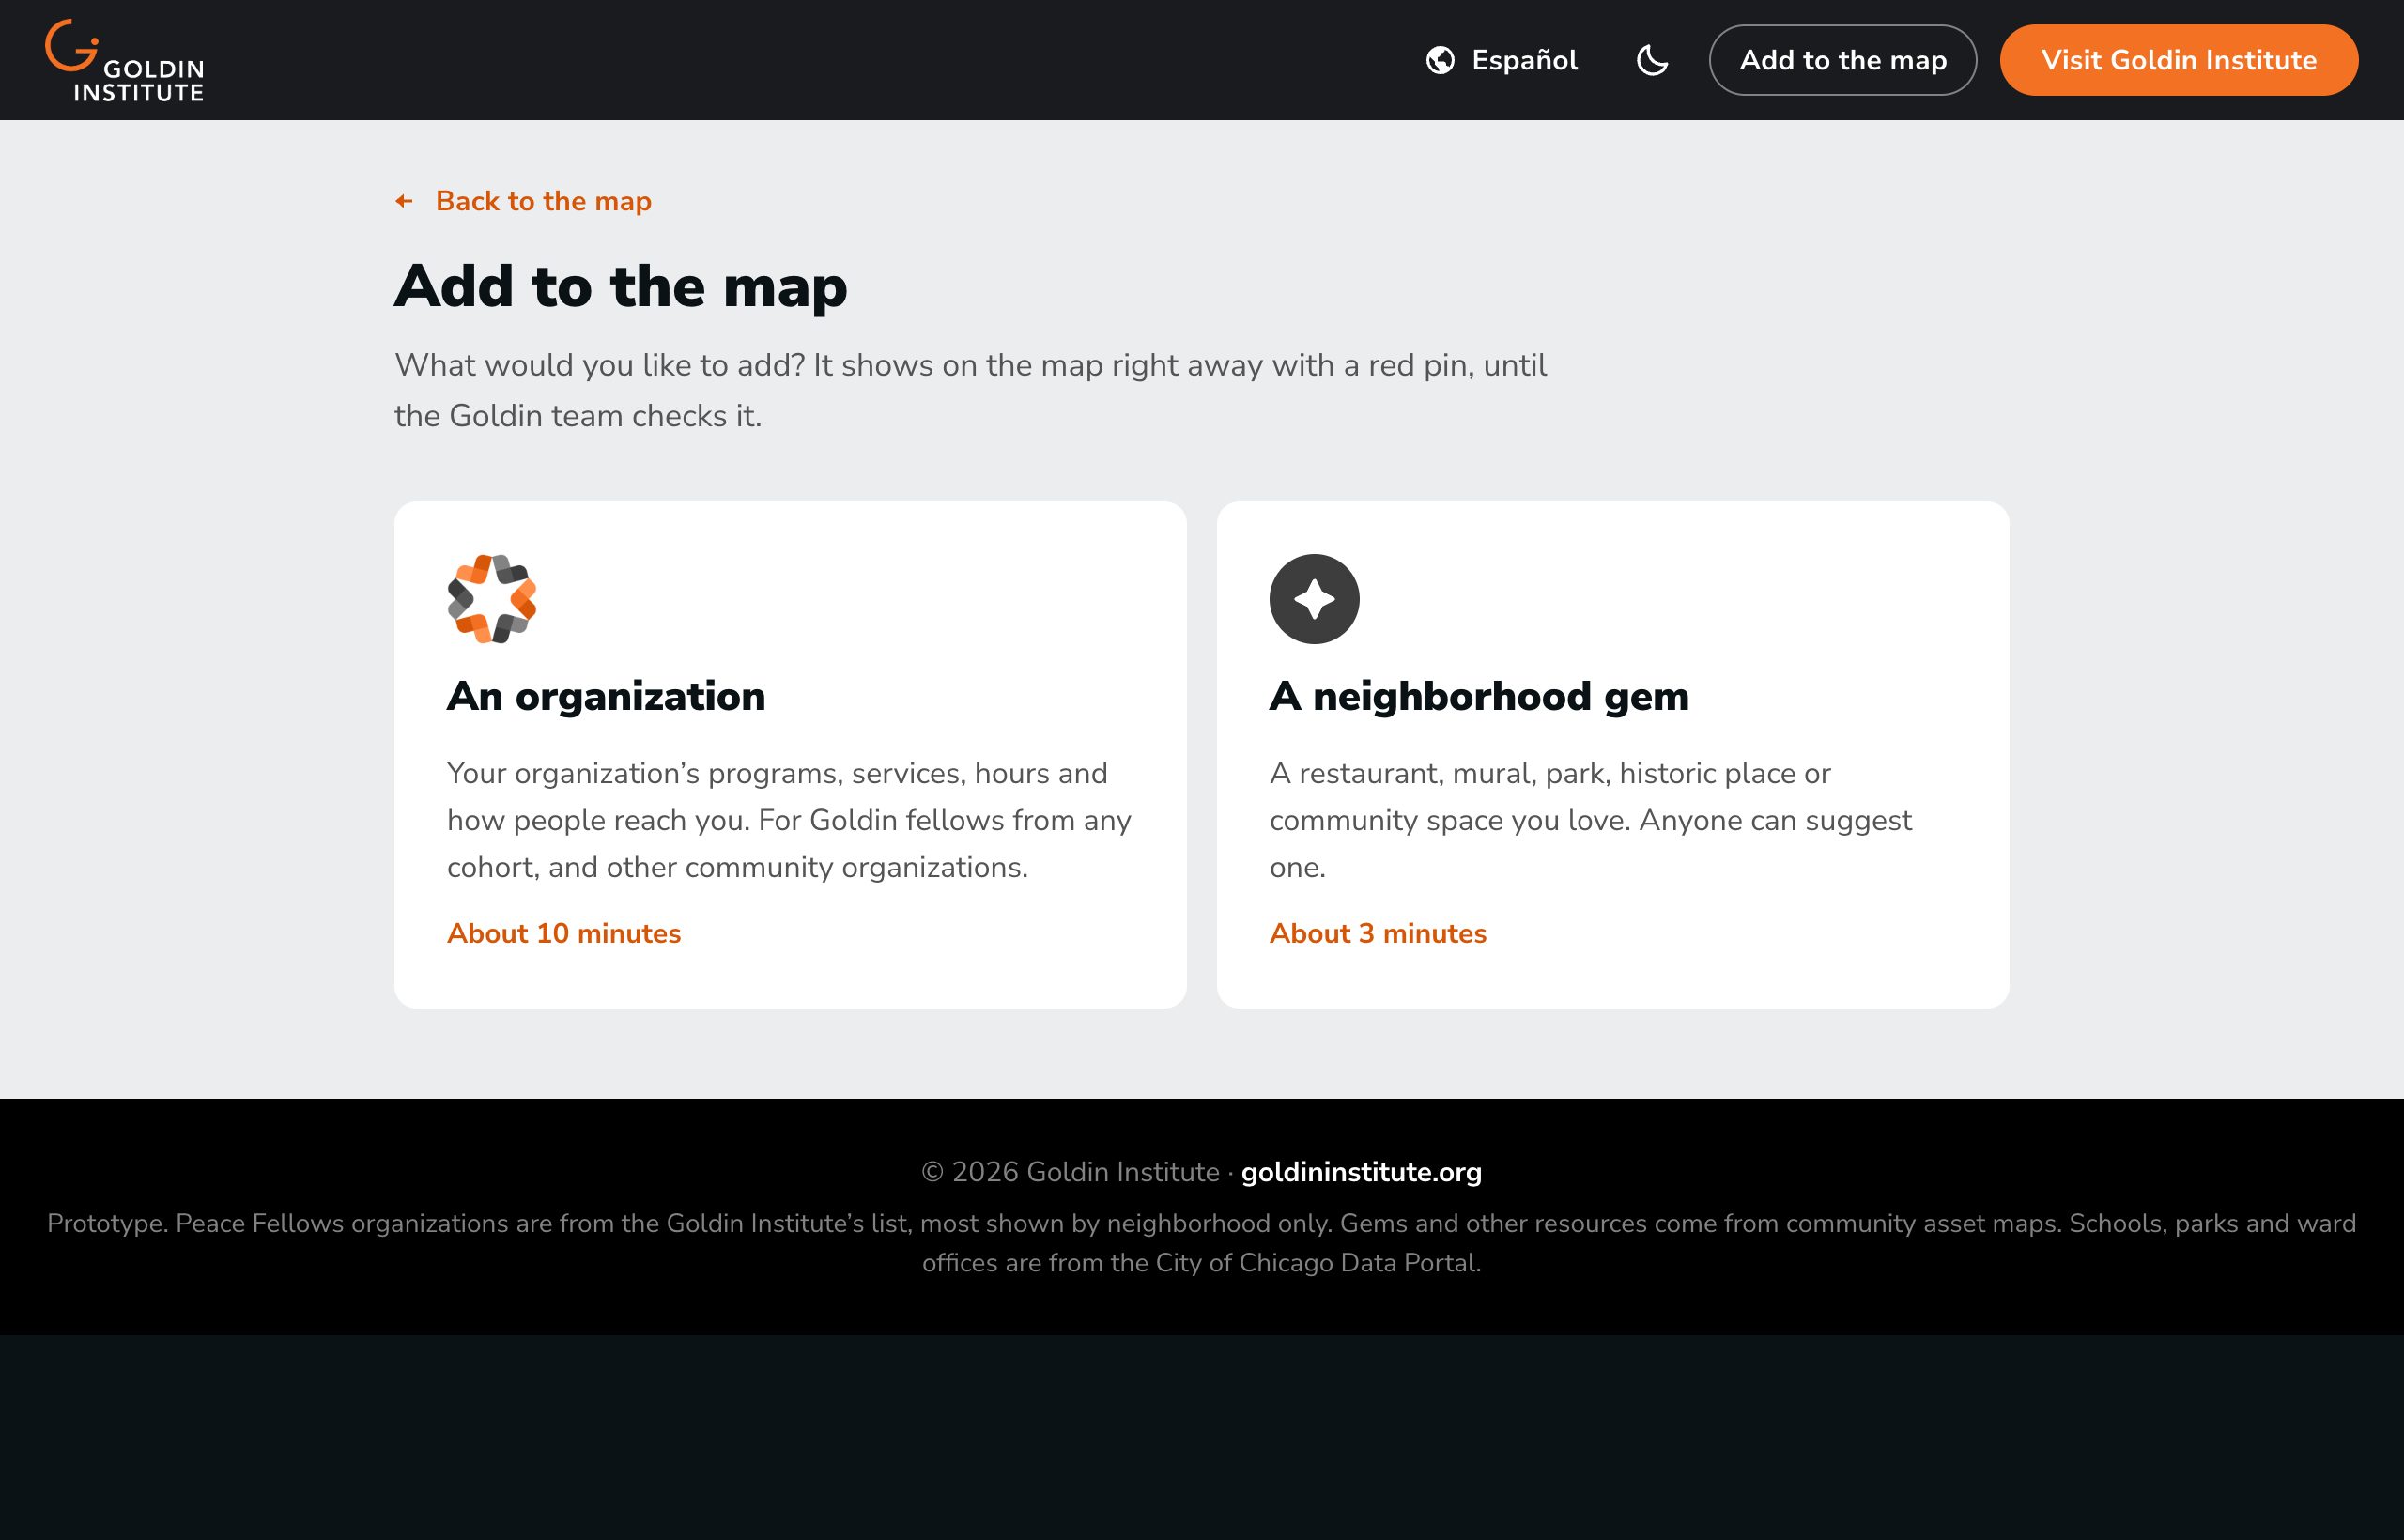 GOLDIN
INSTITUTE
Español
Add to the map
Visit Goldin Institute
Back to the map
Add to the map
What would you like to add? It shows on the map right away with a red pin, until
the Goldin team checks it.
An organization
Your organization’s programs, services, hours and
how people reach you. For Goldin fellows from any
cohort, and other community organizations.
About 10 minutes
A neighborhood gem
A restaurant, mural, park, historic place or
community space you love. Anyone can suggest
one.
About 3 minutes
© 2026 Goldin Institute · goldininstitute.org
Prototype. Peace Fellows organizations are from the Goldin Institute’s list, most shown by neighborhood only. Gems and other resources come from community asset maps. Schools, parks and ward
offices are from the City of Chicago Data Portal.